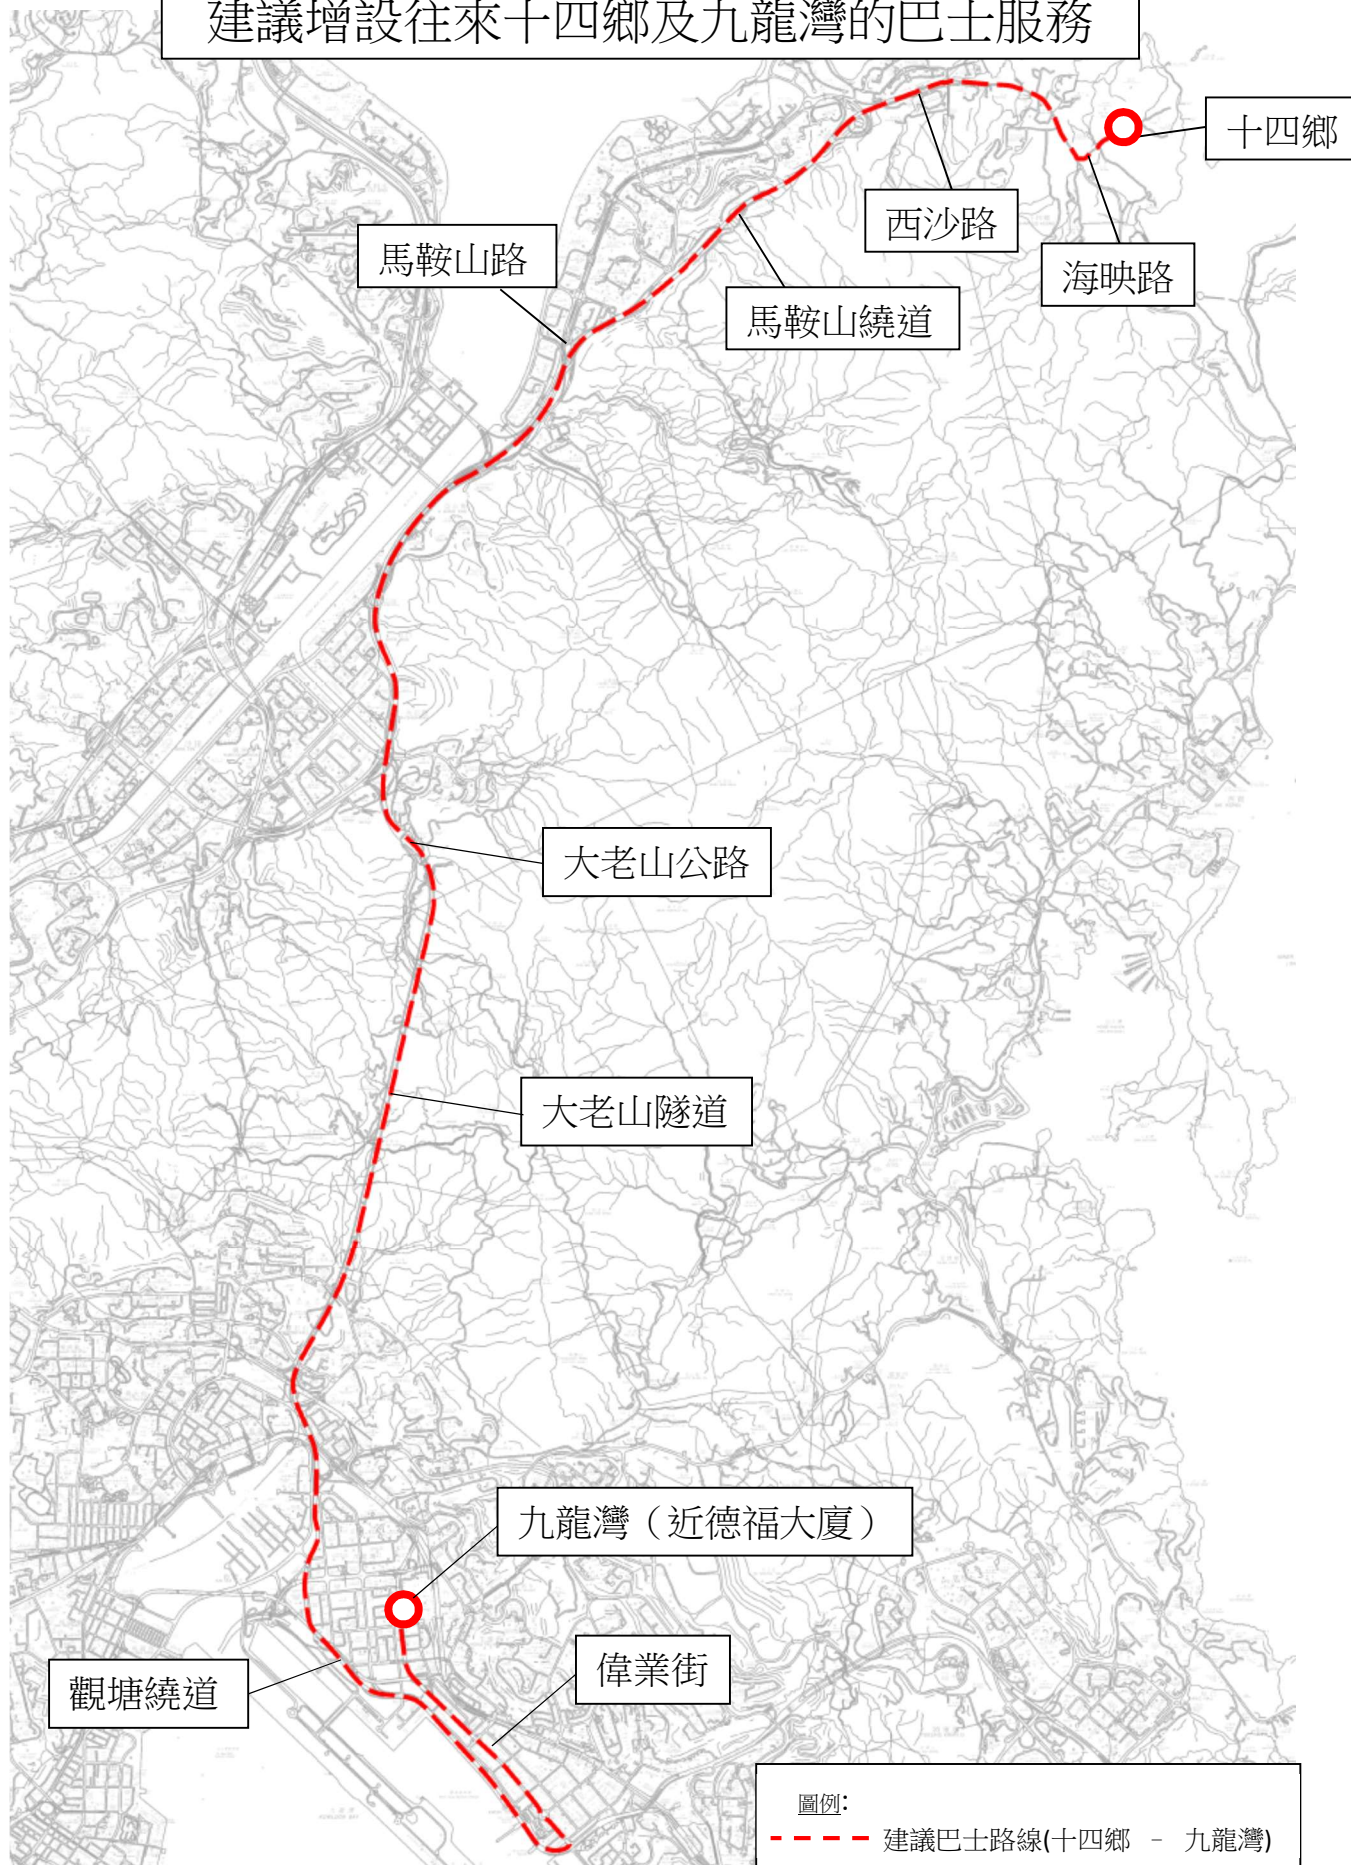 建議增設往來十四鄉及九龍灣的巴士服務
十四鄉
西沙路
馬鞍山路
海映路
馬鞍山繞道
大老山公路
大老山隧道
九龍灣（近德福大廈）
偉業街
觀塘繞道
圖例:
建議巴士路線(十四鄉 - 九龍灣)